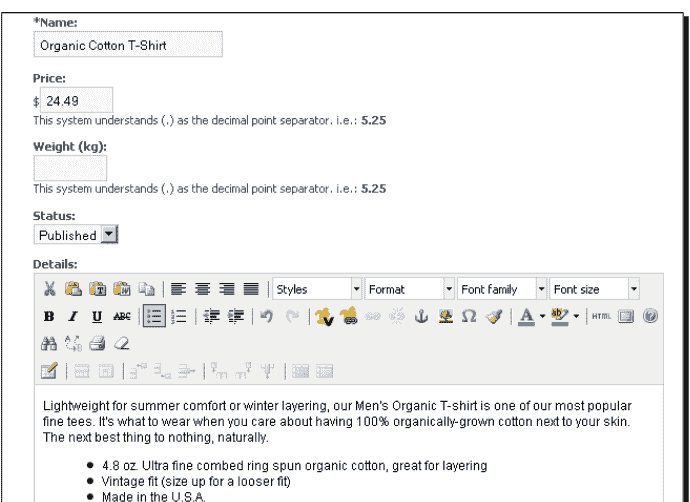 *Name:
Organic Cotton T-Shirt
Price:
$ 24.49
This system understands (.) as the decimal point separator. i.e.: 5.25
Weight (kg):
This system understands (.) as the decimal point separator. i.e.: 5.25
Status:
Published
Details:
Styles Format Font family Font size
B I U ABC A ab HTML
Lightweight for summer comfort or winter layering, our Men's Organic T-shirt is one of our most popular
fine tees. It's what to wear when you care about having 100% organically-grown cotton next to your skin.
The next best thing to nothing, naturally.
● 4.8 oz. Ultra fine combed ring spun organic cotton, great for layering
● Vintage fit (size up for a looser fit)
● Made in the U.S.A.